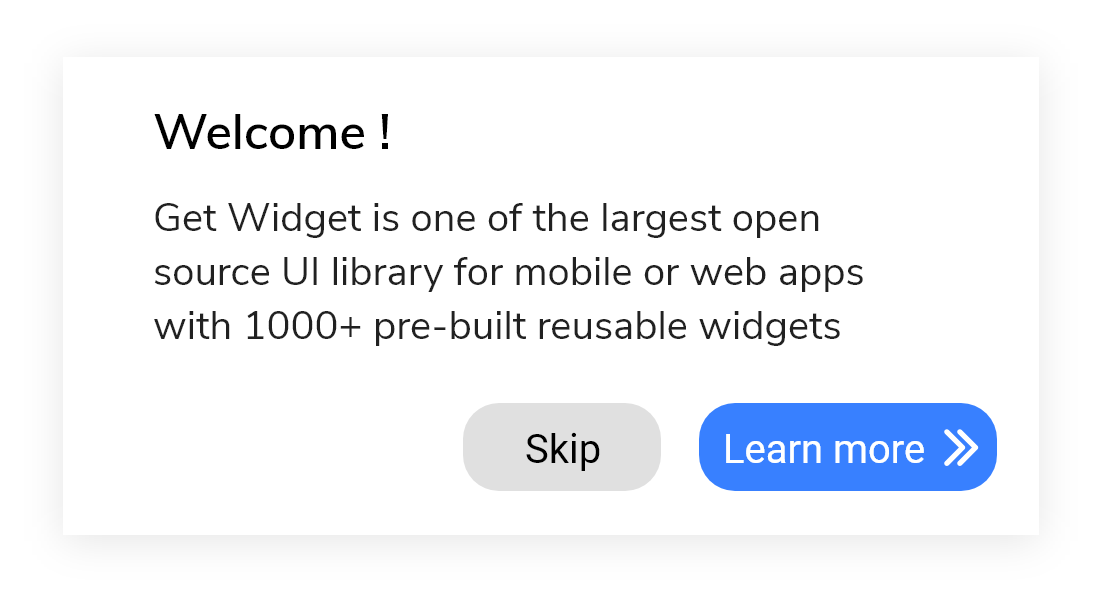 Welcome !
Get Widget is one of the largest open
source UI library for mobile or web apps
with 1000+ pre-built reusable widgets
Skip
Learn more